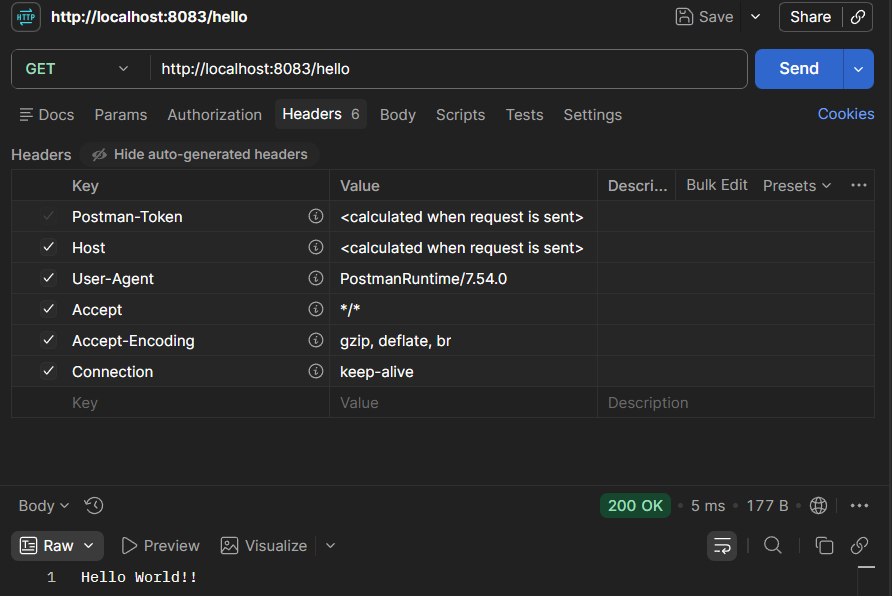 HTTP http://localhost:8083/hello Save Share
GET http://localhost:8083/hello Send
Docs Params Authorization Headers 6 Body Scripts Tests Settings Cookies
Headers Hide auto-generated headers
Key Value Descri... Bulk Edit Presets
Postman-Token <calculated when request is sent>
Host <calculated when request is sent>
User-Agent PostmanRuntime/7.54.0
Accept */*
Accept-Encoding gzip, deflate, br
Connection keep-alive
Key Value Description
Body 200 OK • 5 ms • 177 B •
Raw Preview Visualize
1 Hello World!!